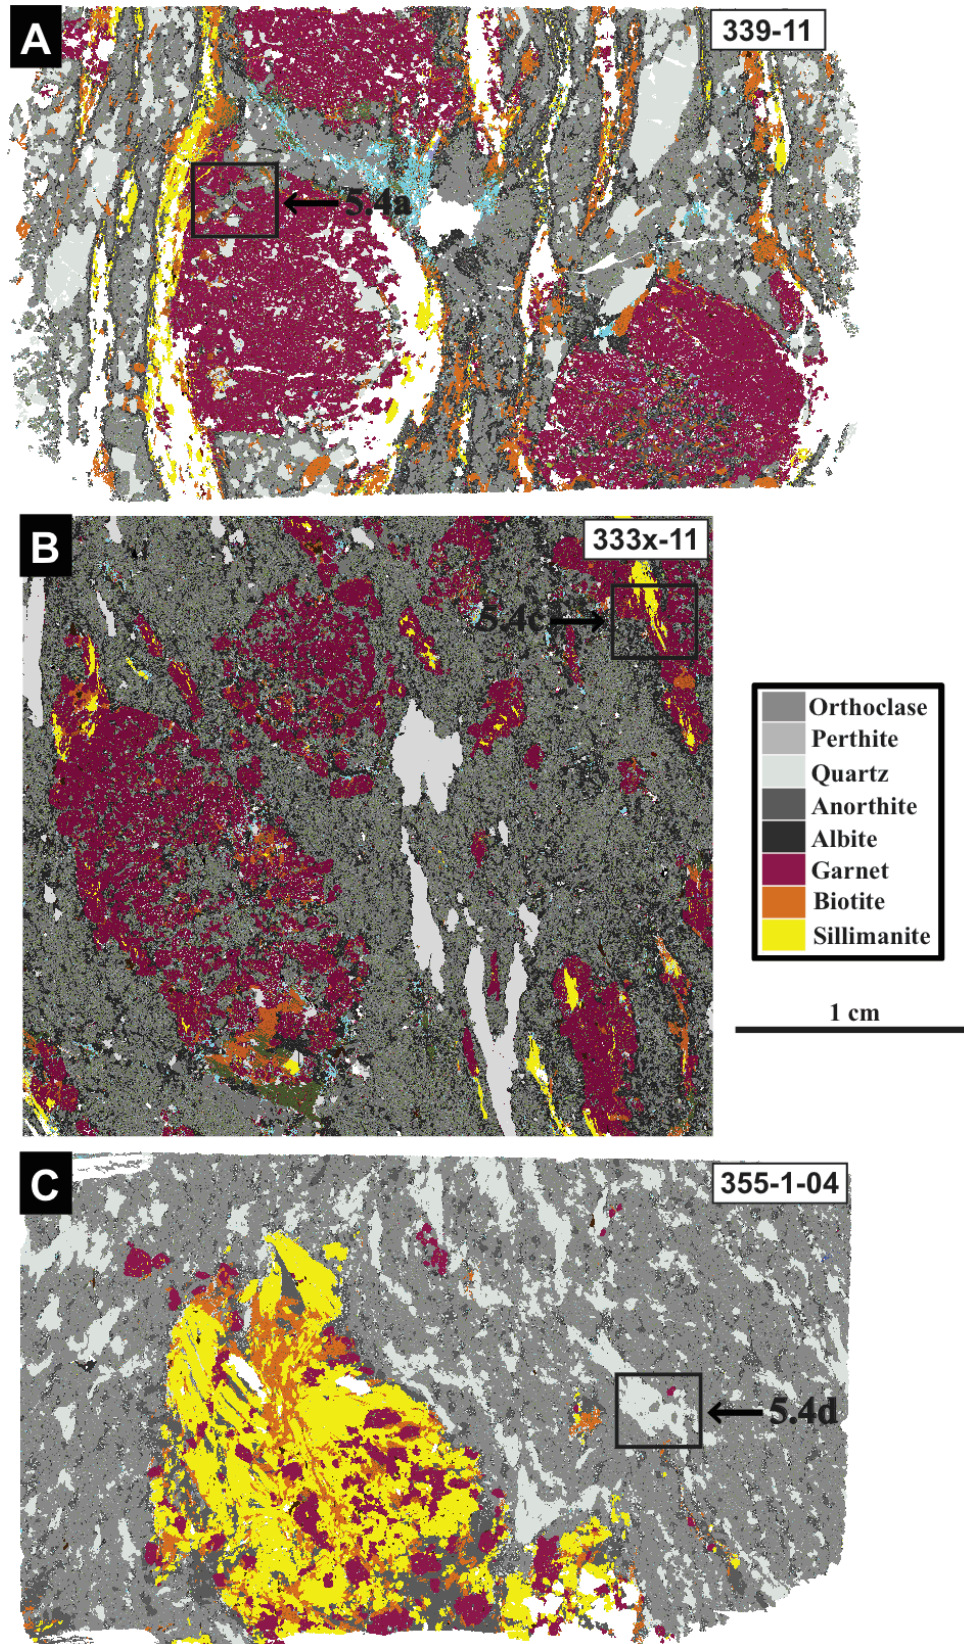 A
339-11
5.4a
B
333x-11
5.4c
Orthoclase
Perthite
Quartz
Anorthite
Albite
Garnet
Biotite
Sillimanite
1 cm
C
355-1-04
5.4d